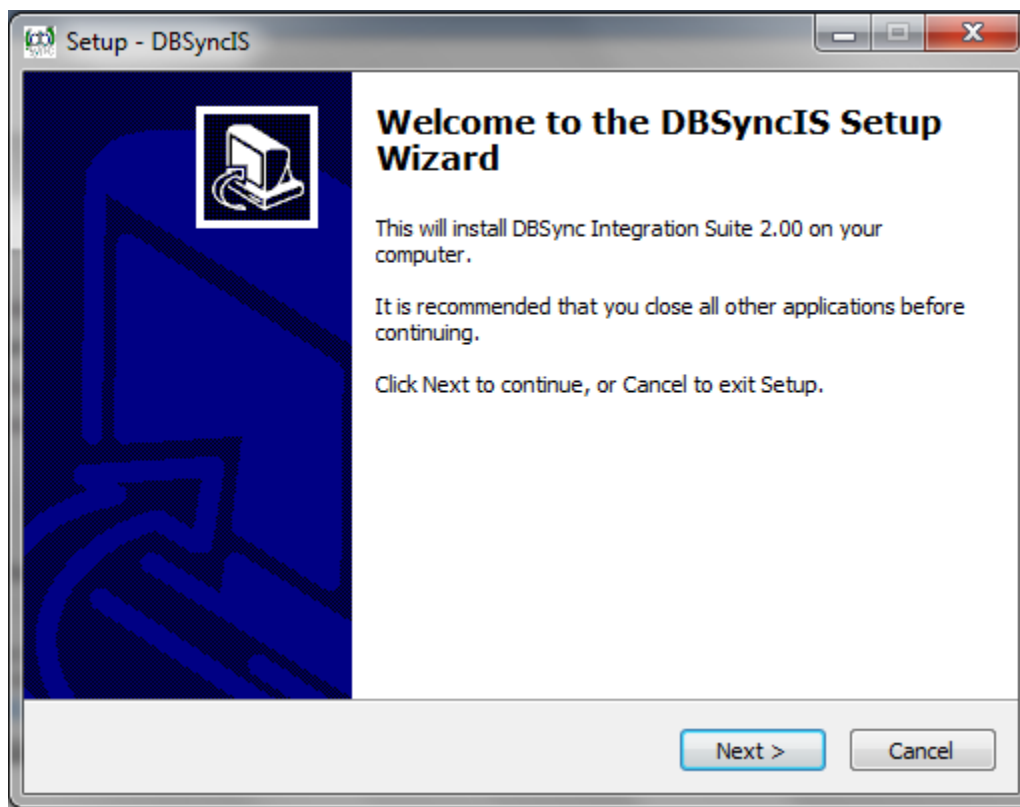 Setup - DBSyncIS
Welcome to the DBSyncIS Setup
Wizard
This will install DBSync Integration Suite 2.00 on your
computer.
It is recommended that you close all other applications before
continuing.
Click Next to continue, or Cancel to exit Setup.
Next >
Cancel